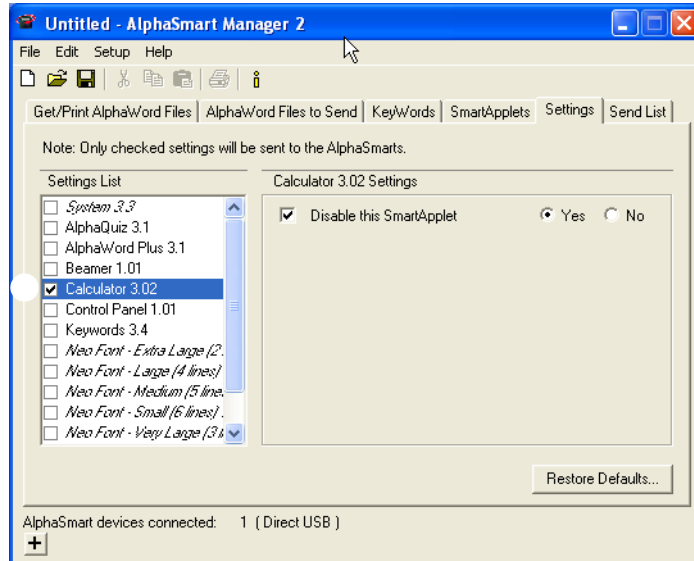 Untitled - AlphaSmart Manager 2
File Edit Setup Help
Get/Print AlphaWord Files AlphaWord Files to Send KeyWords SmartApplets Settings Send List
Note: Only checked settings will be sent to the AlphaSmarts.
Settings List Calculator 3.02 Settings
System 3.3
Disable this SmartApplet Yes No
AlphaQuiz 3.1
AlphaWord Plus 3.1
Beamer 1.01
Calculator 3.02
Control Panel 1.01
Keywords 3.4
Neo Font - Extra Large (2
Neo Font - Large (4 lines)
Neo Font - Medium (5 lines
Neo Font - Small (6 lines) .
Neo Font - Very Large (3 li
Restore Defaults...
AlphaSmart devices connected: 1 ( Direct USB )